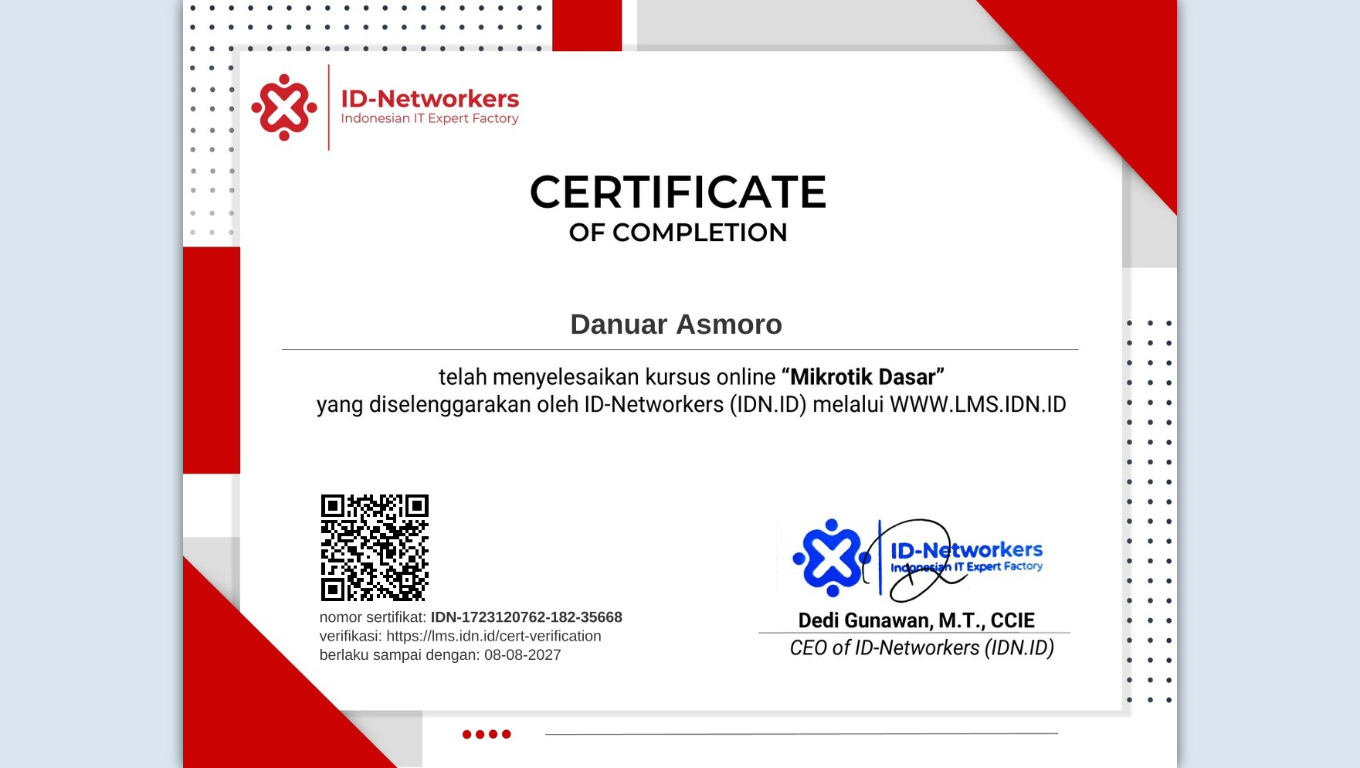 ID-Networkers
Indonesian IT Expert Factory
CERTIFICATE
OF COMPLETION
Danuar Asmoro
telah menyelesaikan kursus online “Mikrotik Dasar”
yang diselenggarakan oleh ID-Networkers (IDN.ID) melalui WWW.LMS.IDN.ID
nomor sertifikat: IDN-1723120762-182-35668
verifikasi: https://lms.idn.id/cert-verification
berlaku sampai dengan: 08-08-2027
ID-Networkers
Indonesian IT Expert Factory
Dedi Gunawan, M.T., CCIE
CEO of ID-Networkers (IDN.ID)